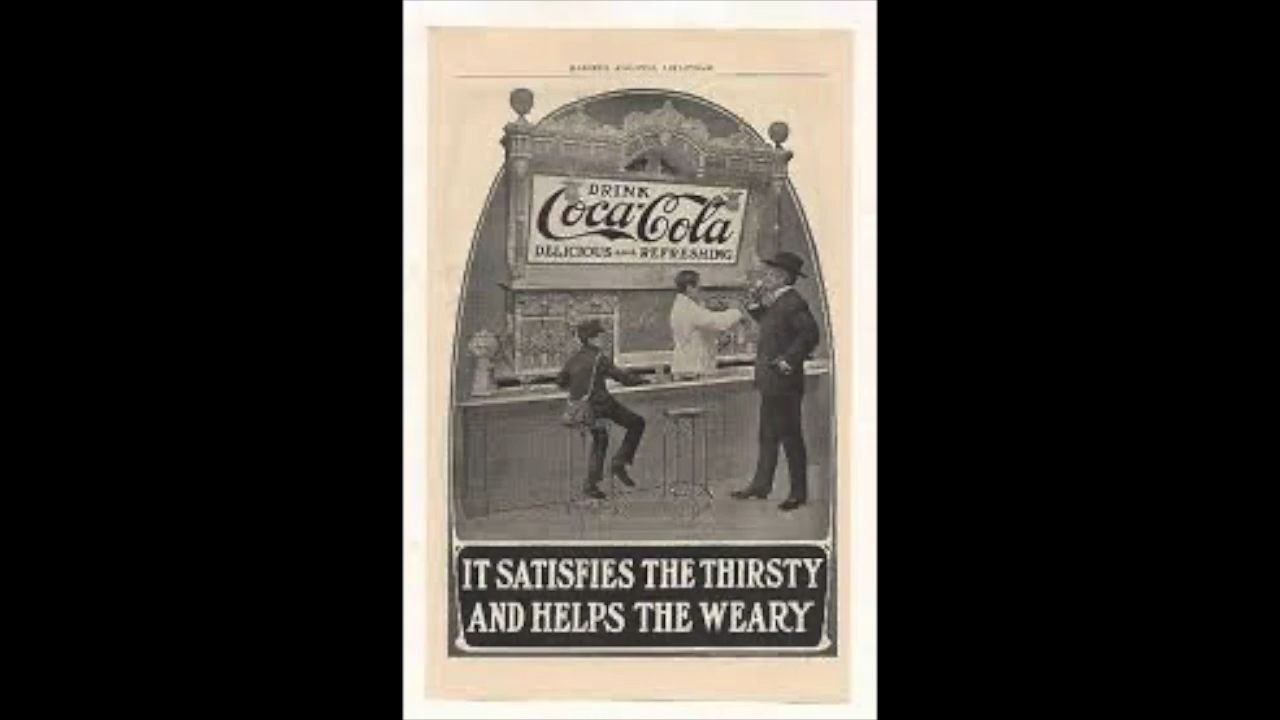 DRINK
Coca-Cola
DELICIOUS AND REFRESHING
IT SATISFIES THE THIRSTY
AND HELPS THE WEARY